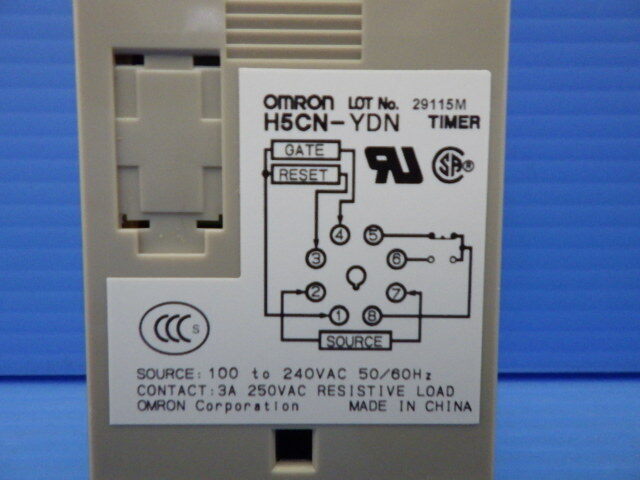 OMRON LOT No. 29115M
H5CN-YDN TIMER
GATE
RESET
4
5
3
6
2
7
1
8
SOURCE
CCC S
SOURCE: 100 to 240VAC 50/60Hz
CONTACT: 3A 250VAC RESISTIVE LOAD
OMRON Corporation MADE IN CHINA